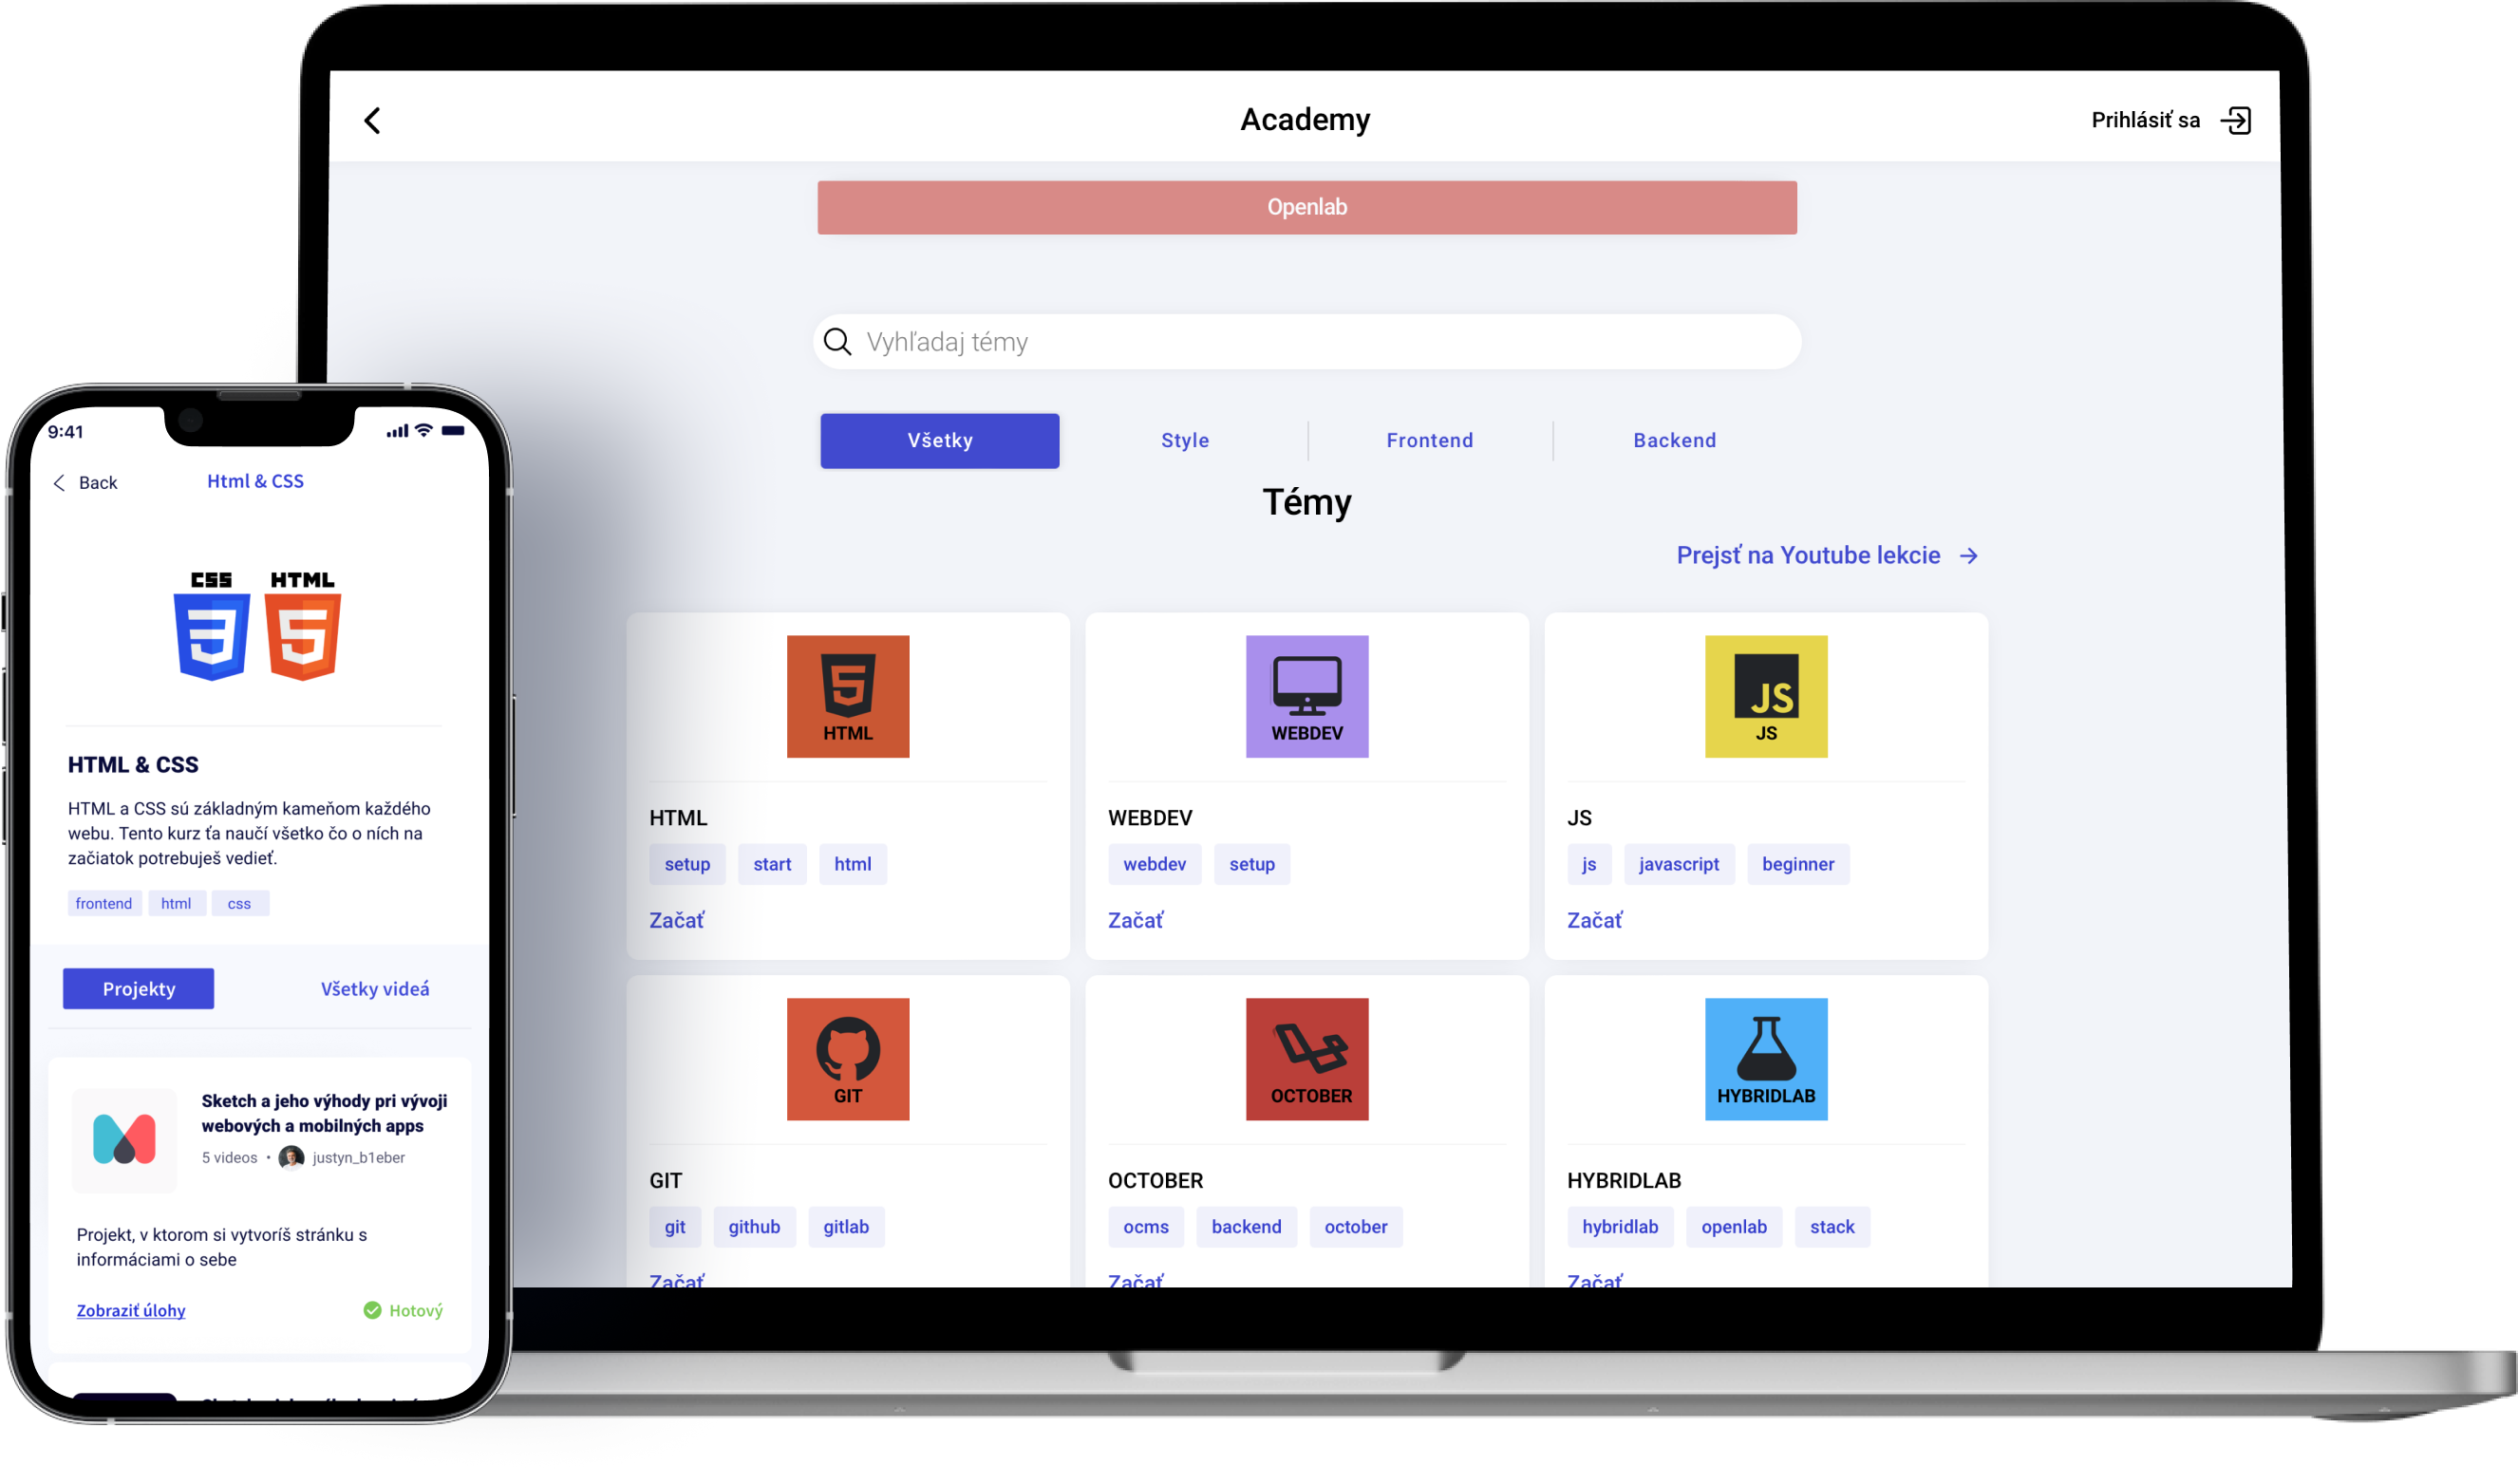 Academy
Prihlásiť sa
Openlab
Vyhľadaj témy
Všetky
Style
Frontend
Backend
Témy
Prejsť na Youtube lekcie
HTML
HTML
setup
start
html
Začať
WEBDEV
WEBDEV
webdev
setup
Začať
JS
JS
JS
js
javascript
beginner
Začať
GIT
GIT
git
github
gitlab
Začať
OCTOBER
OCTOBER
ocms
backend
october
Začať
HYBRIDLAB
HYBRIDLAB
hybridlab
openlab
stack
Začať
9:41
Back
Html & CSS
CSS
HTML
HTML & CSS
HTML a CSS sú základným kameňom každého
webu. Tento kurz ťa naučí všetko čo o nich na
začiatok potrebuješ vedieť.
frontend
html
css
Projekty
Všetky videá
Sketch a jeho výhody pri vývoji
webových a mobilných apps
5 videos • justyn_b1eber
Projekt, v ktorom si vytvoríš stránku s
informáciami o sebe
Zobraziť úlohy
Hotový